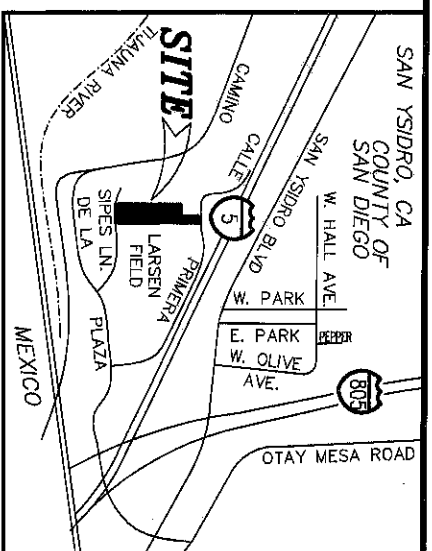 SAN YSIDRO, CA
COUNTY OF
SAN DIEGO
W. HALL AVE.
SAN YSIDRO BLVD
CAMINO
CALLE
PRIMERA
5
SITE
TIJAUNA RIVER
SIPES LN.
DE LA
PLAZA
LARSEN
FIELD
W. PARK
E. PARK
PEPPER
W. OLIVE
AVE.
805
OTAY MESA ROAD
MEXICO